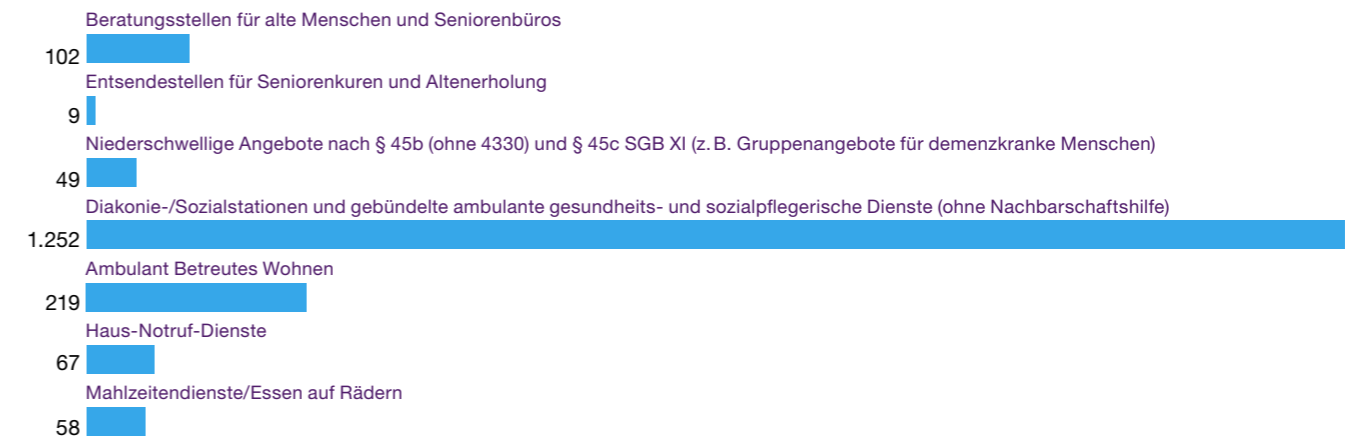 Beratungsstellen für alte Menschen und Seniorenbüros
102
Entsendestellen für Seniorenkuren und Altenerholung
9
Niederschwellige Angebote nach § 45b (ohne 4330) und § 45c SGB XI (z. B. Gruppenangebote für demenzkranke Menschen)
49
Diakonie-/Sozialstationen und gebündelte ambulante gesundheits- und sozialpflegerische Dienste (ohne Nachbarschaftshilfe)
1.252
Ambulant Betreutes Wohnen
219
Haus-Notruf-Dienste
67
Mahlzeitendienste/Essen auf Rädern
58